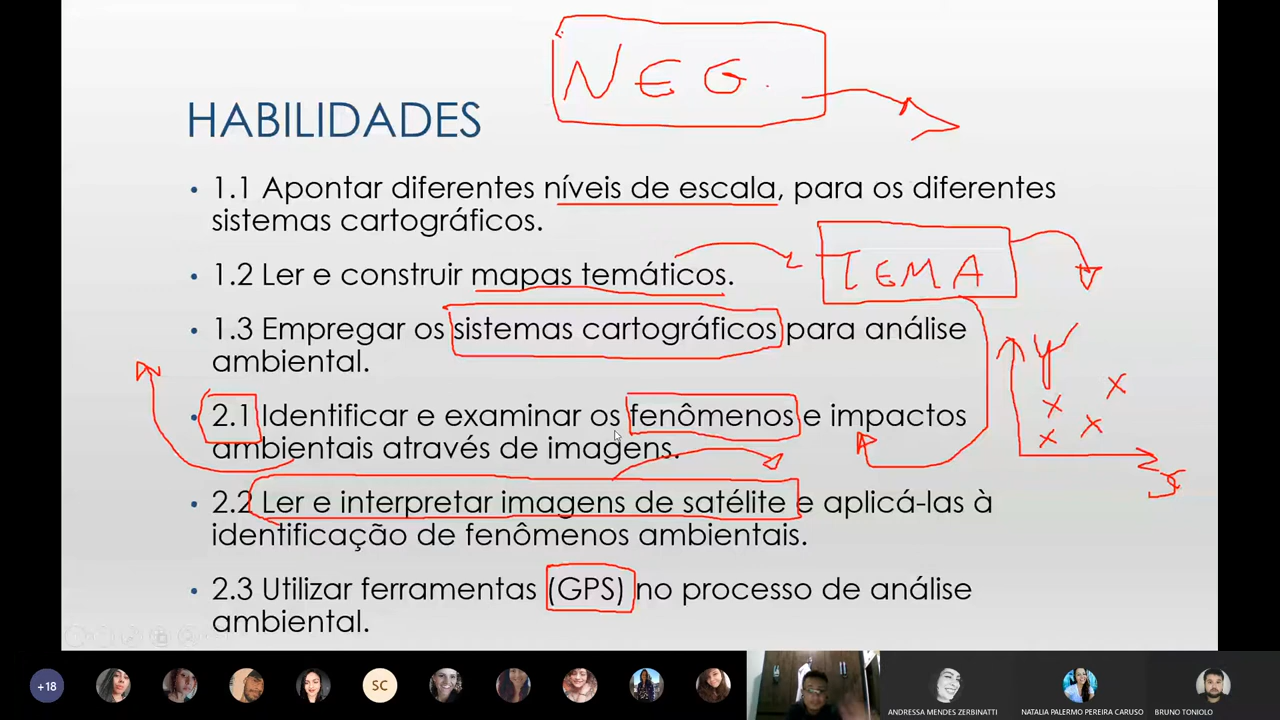 NEG.
HABILIDADES
• 1.1 Apontar diferentes níveis de escala, para os diferentes
sistemas cartográficos.
• 1.2 Ler e construir mapas temáticos.
TEMA
• 1.3 Empregar os sistemas cartográficos para análise
ambiental.
Y
X
X
X
X
• 2.1 Identificar e examinar os fenômenos e impactos
ambientais através de imagens.
• 2.2 Ler e interpretar imagens de satélite e aplicá-las à
identificação de fenômenos ambientais.
• 2.3 Utilizar ferramentas (GPS) no processo de análise
ambiental.
+18
SC
ANDRESSA MENDES ZERBINATTI
NATALIA PALERMO PEREIRA CARUSO
BRUNO TONIOLO